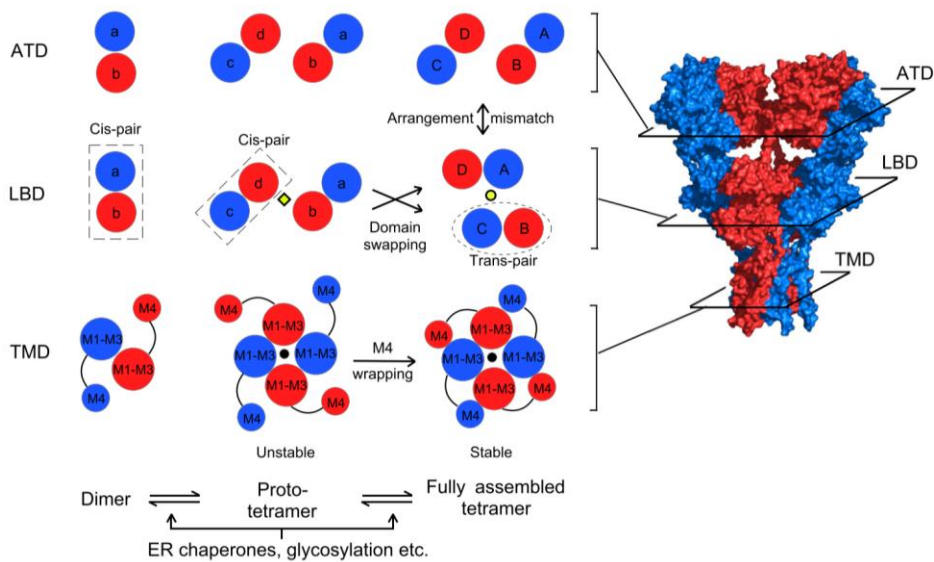 ATD
a
b
d
a
c
b
D
A
C
B
Arrangement mismatch
ATD
LBD
TMD
Cis-pair
Cis-pair
LBD
a
b
d
a
c
b
Domain
swapping
D
A
C
B
Trans-pair
TMD
M4
M1-M3
M1-M3
M4
M4
M4
M1-M3
M1-M3
M1-M3
M1-M3
M4
M4
M4
wrapping
M4
M4
M1-M3
M1-M3
M1-M3
M1-M3
M4
M4
Unstable
Stable
Dimer
Proto-
tetramer
Fully assembled
tetramer
ER chaperones, glycosylation etc.